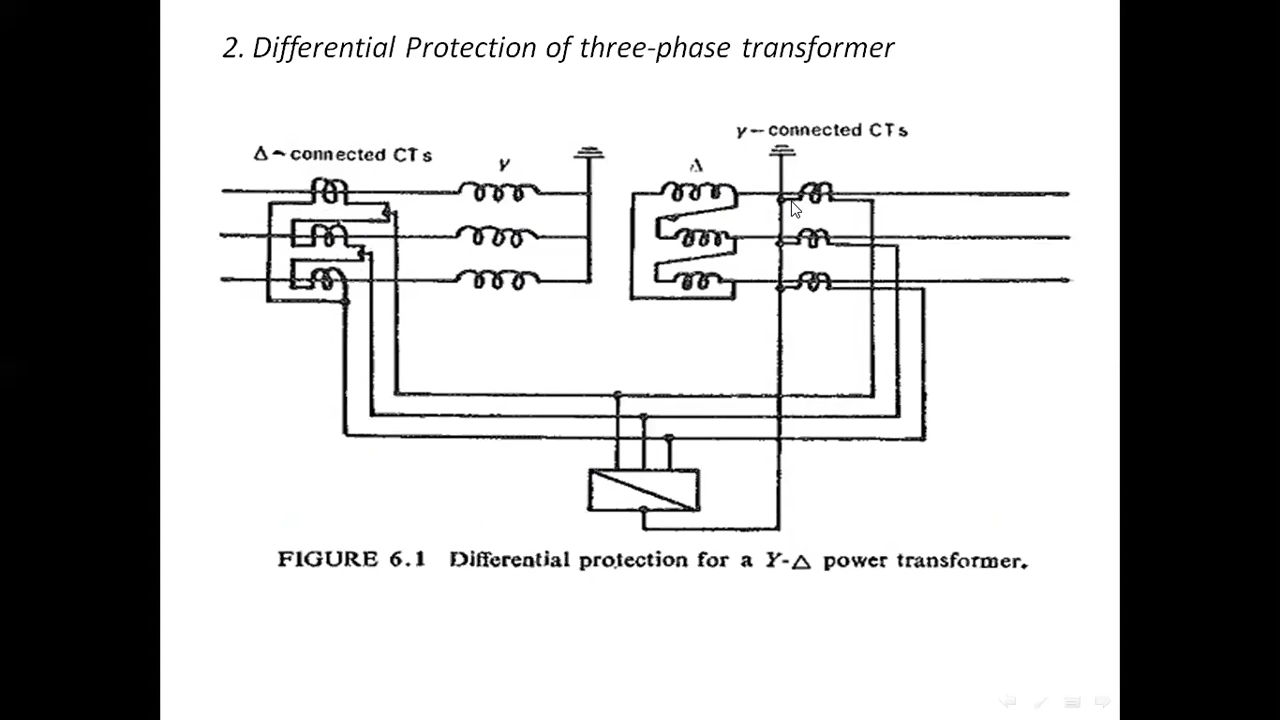 2. Differential Protection of three-phase transformer
Y-connected CTs
Δ-connected CTs
Y
Δ
FIGURE 6.1 Differential protection for a Y-Δ power transformer.